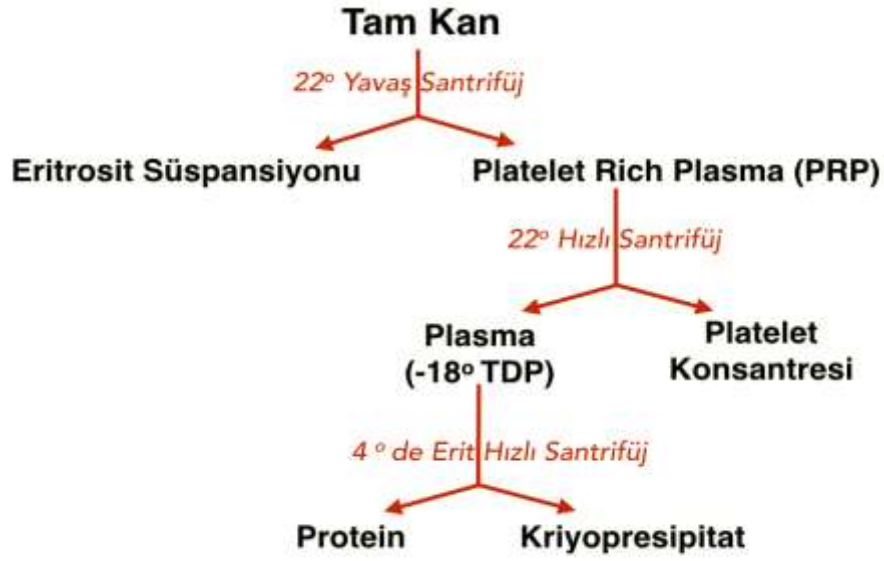 Tam Kan
22º Yavaş Santrifüj
Eritrosit Süspansiyonu
Platelet Rich Plasma (PRP)
22º Hızlı Santrifüj
Plasma
(-18º TDP)
Platelet
Konsantresi
4 º de Erit Hızlı Santrifüj
Protein
Kriyopresipitat